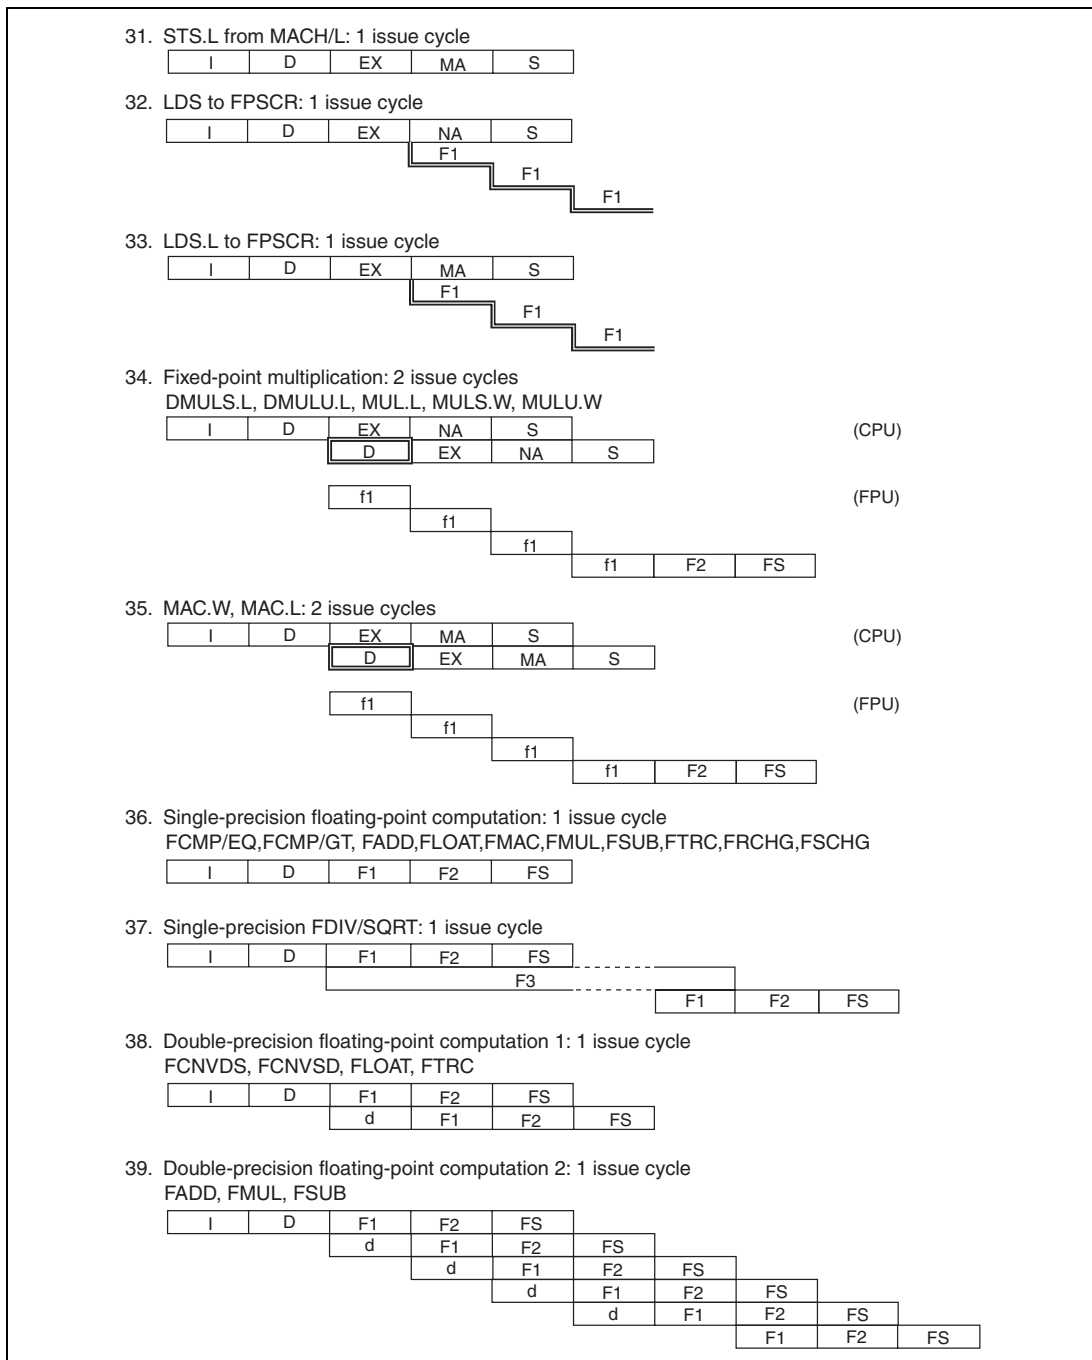 31. STS.L from MACH/L: 1 issue cycle
I D EX MA S
32. LDS to FPSCR: 1 issue cycle
I D EX NA S
F1
F1
F1
33. LDS.L to FPSCR: 1 issue cycle
I D EX MA S
F1
F1
F1
34. Fixed-point multiplication: 2 issue cycles
DMULS.L, DMULU.L, MUL.L, MULS.W, MULU.W
I D EX NA S (CPU)
D EX NA S
f1 (FPU)
f1
f1
f1 F2 FS
35. MAC.W, MAC.L: 2 issue cycles
I D EX MA S (CPU)
D EX MA S
f1 (FPU)
f1
f1
f1 F2 FS
36. Single-precision floating-point computation: 1 issue cycle
FCMP/EQ,FCMP/GT, FADD,FLOAT,FMAC,FMUL,FSUB,FTRC,FRCHG,FSCHG
I D F1 F2 FS
37. Single-precision FDIV/SQRT: 1 issue cycle
I D F1 F2 FS
F3
F1 F2 FS
38. Double-precision floating-point computation 1: 1 issue cycle
FCNVDS, FCNVSD, FLOAT, FTRC
I D F1 F2 FS
d F1 F2 FS
39. Double-precision floating-point computation 2: 1 issue cycle
FADD, FMUL, FSUB
I D F1 F2 FS
d F1 F2 FS
d F1 F2 FS
d F1 F2 FS
d F1 F2 FS
F1 F2 FS